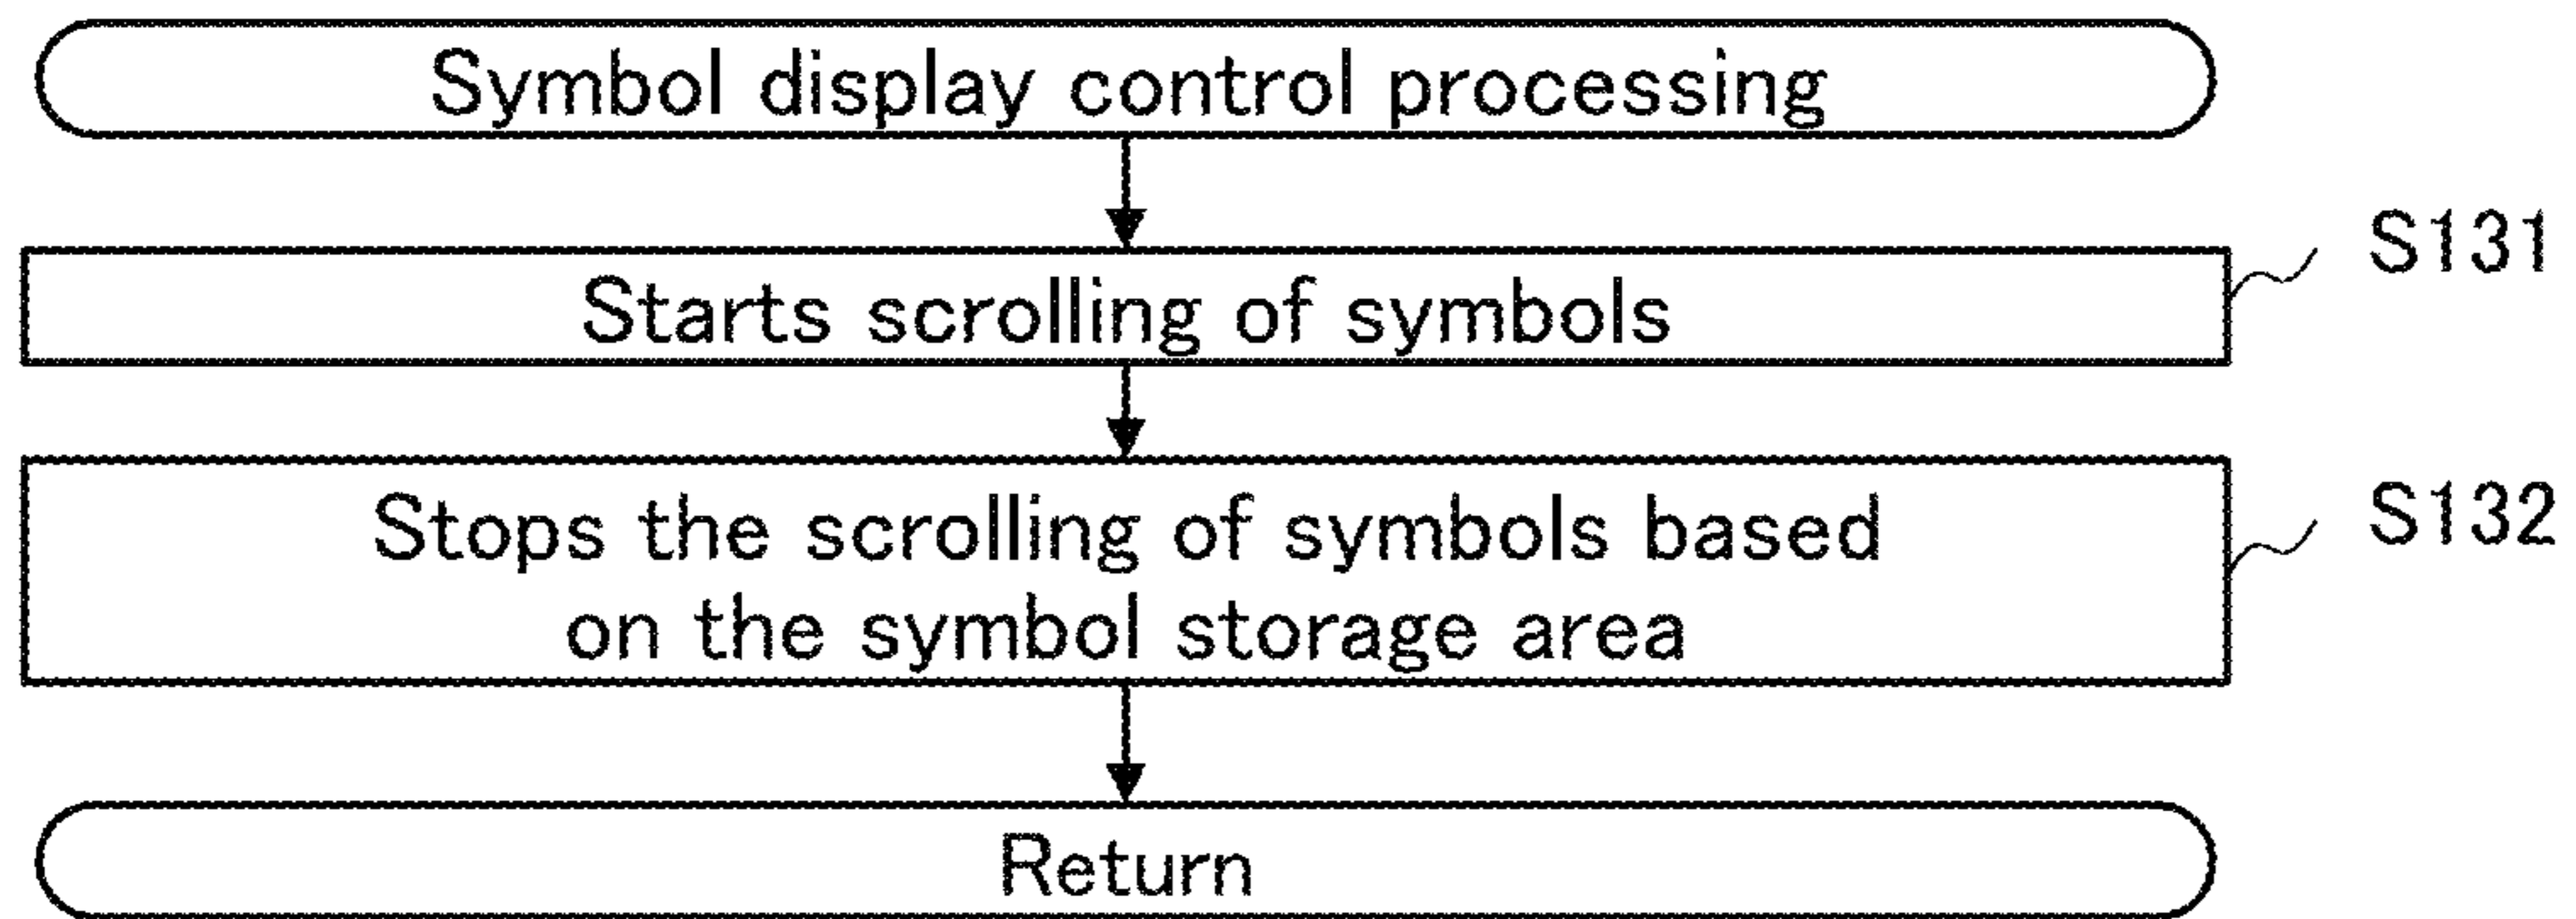 Symbol display control processing
S131
Starts scrolling of symbols
S132
Stops the scrolling of symbols based
on the symbol storage area
Return